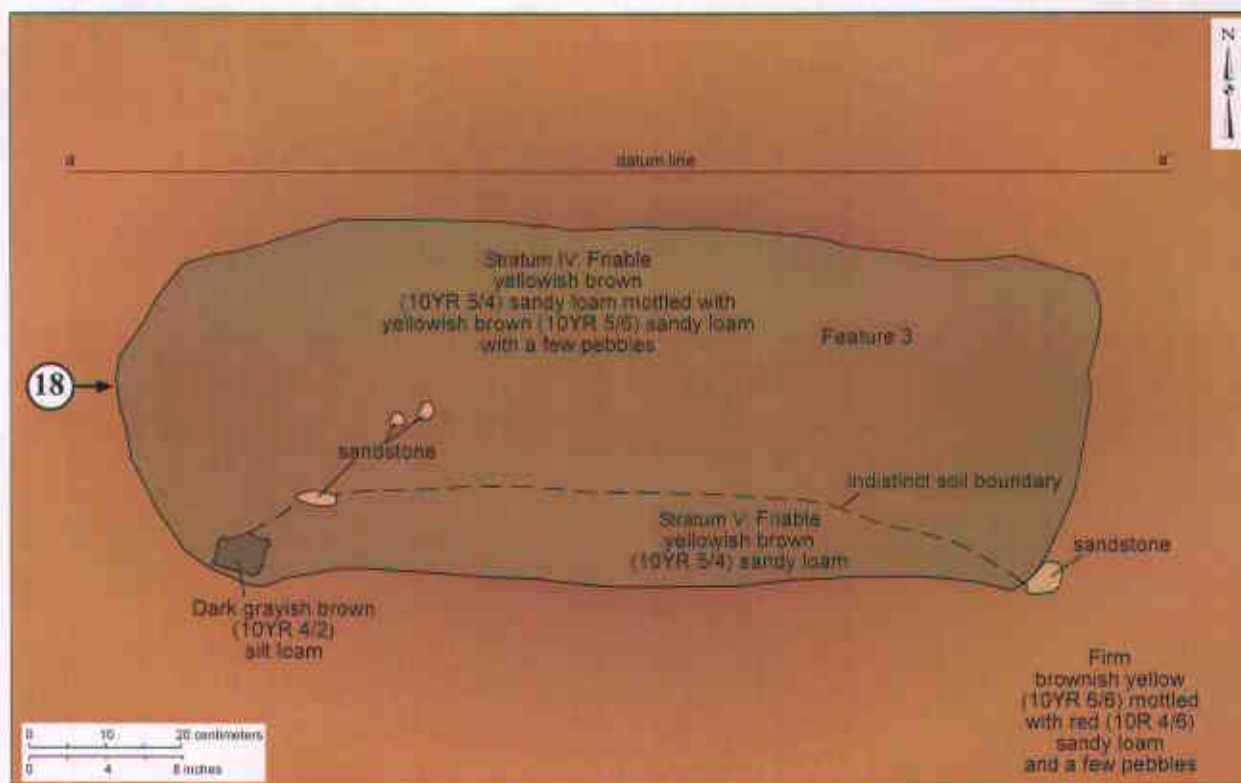 N
a
datum line
a'
Stratum IV: Friable
yellowish brown
(10YR 5/4) sandy loam mottled with
yellowish brown (10YR 5/6) sandy loam
with a few pebbles
Feature 3
18
sandstone
Indistinct soil boundary
Stratum V: Friable
yellowish brown
(10YR 5/4) sandy loam
sandstone
Dark grayish brown
(10YR 4/2)
silt loam
Firm
brownish yellow
(10YR 6/6) mottled
with red (10R 4/6)
sandy loam
and a few pebbles
0 10 20 centimeters
0 4 8 inches